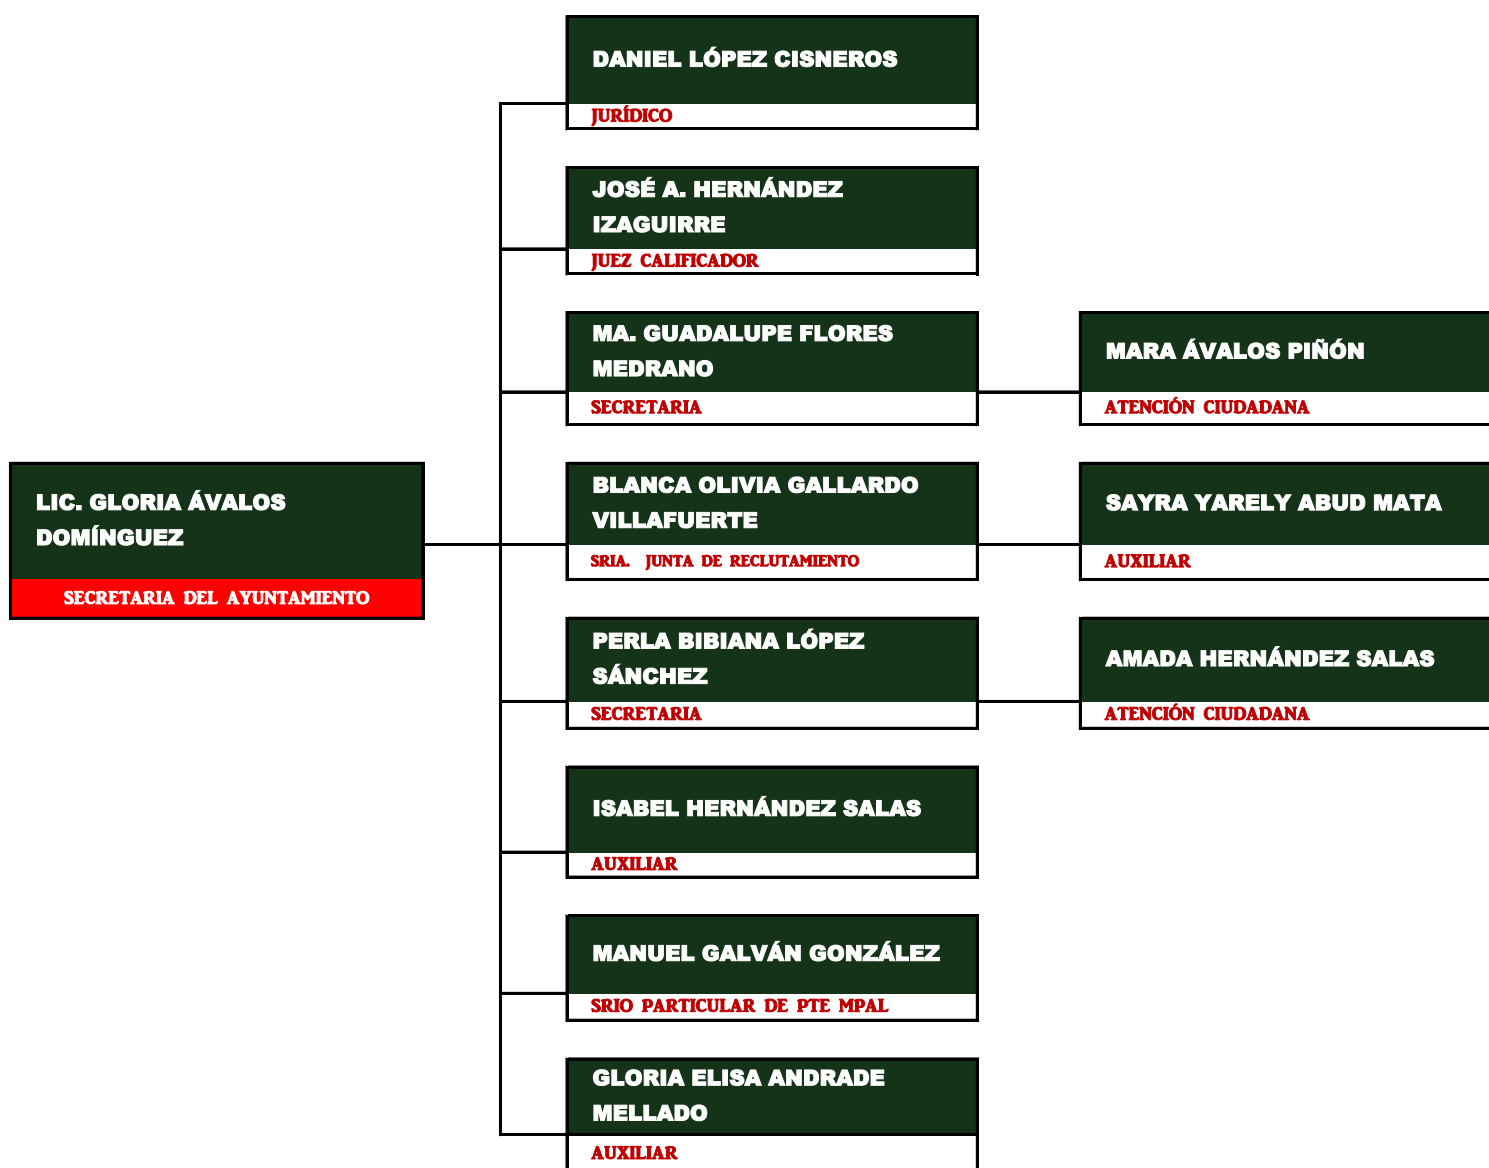 DANIEL LÓPEZ CISNEROS
JURÍDICO
JOSÉ A. HERNÁNDEZ
IZAGUIRRE
JUEZ CALIFICADOR
MA. GUADALUPE FLORES
MEDRANO
SECRETARIA
MARA ÁVALOS PIÑÓN
ATENCIÓN CIUDADANA
LIC. GLORIA ÁVALOS
DOMÍNGUEZ
SECRETARIA DEL AYUNTAMIENTO
BLANCA OLIVIA GALLARDO
VILLAFUERTE
SRIA. JUNTA DE RECLUTAMIENTO
SAYRA YARELY ABUD MATA
AUXILIAR
PERLA BIBIANA LÓPEZ
SÁNCHEZ
SECRETARIA
AMADA HERNÁNDEZ SALAS
ATENCIÓN CIUDADANA
ISABEL HERNÁNDEZ SALAS
AUXILIAR
MANUEL GALVÁN GONZÁLEZ
SRIO PARTICULAR DE PTE MPAL
GLORIA ELISA ANDRADE
MELLADO
AUXILIAR